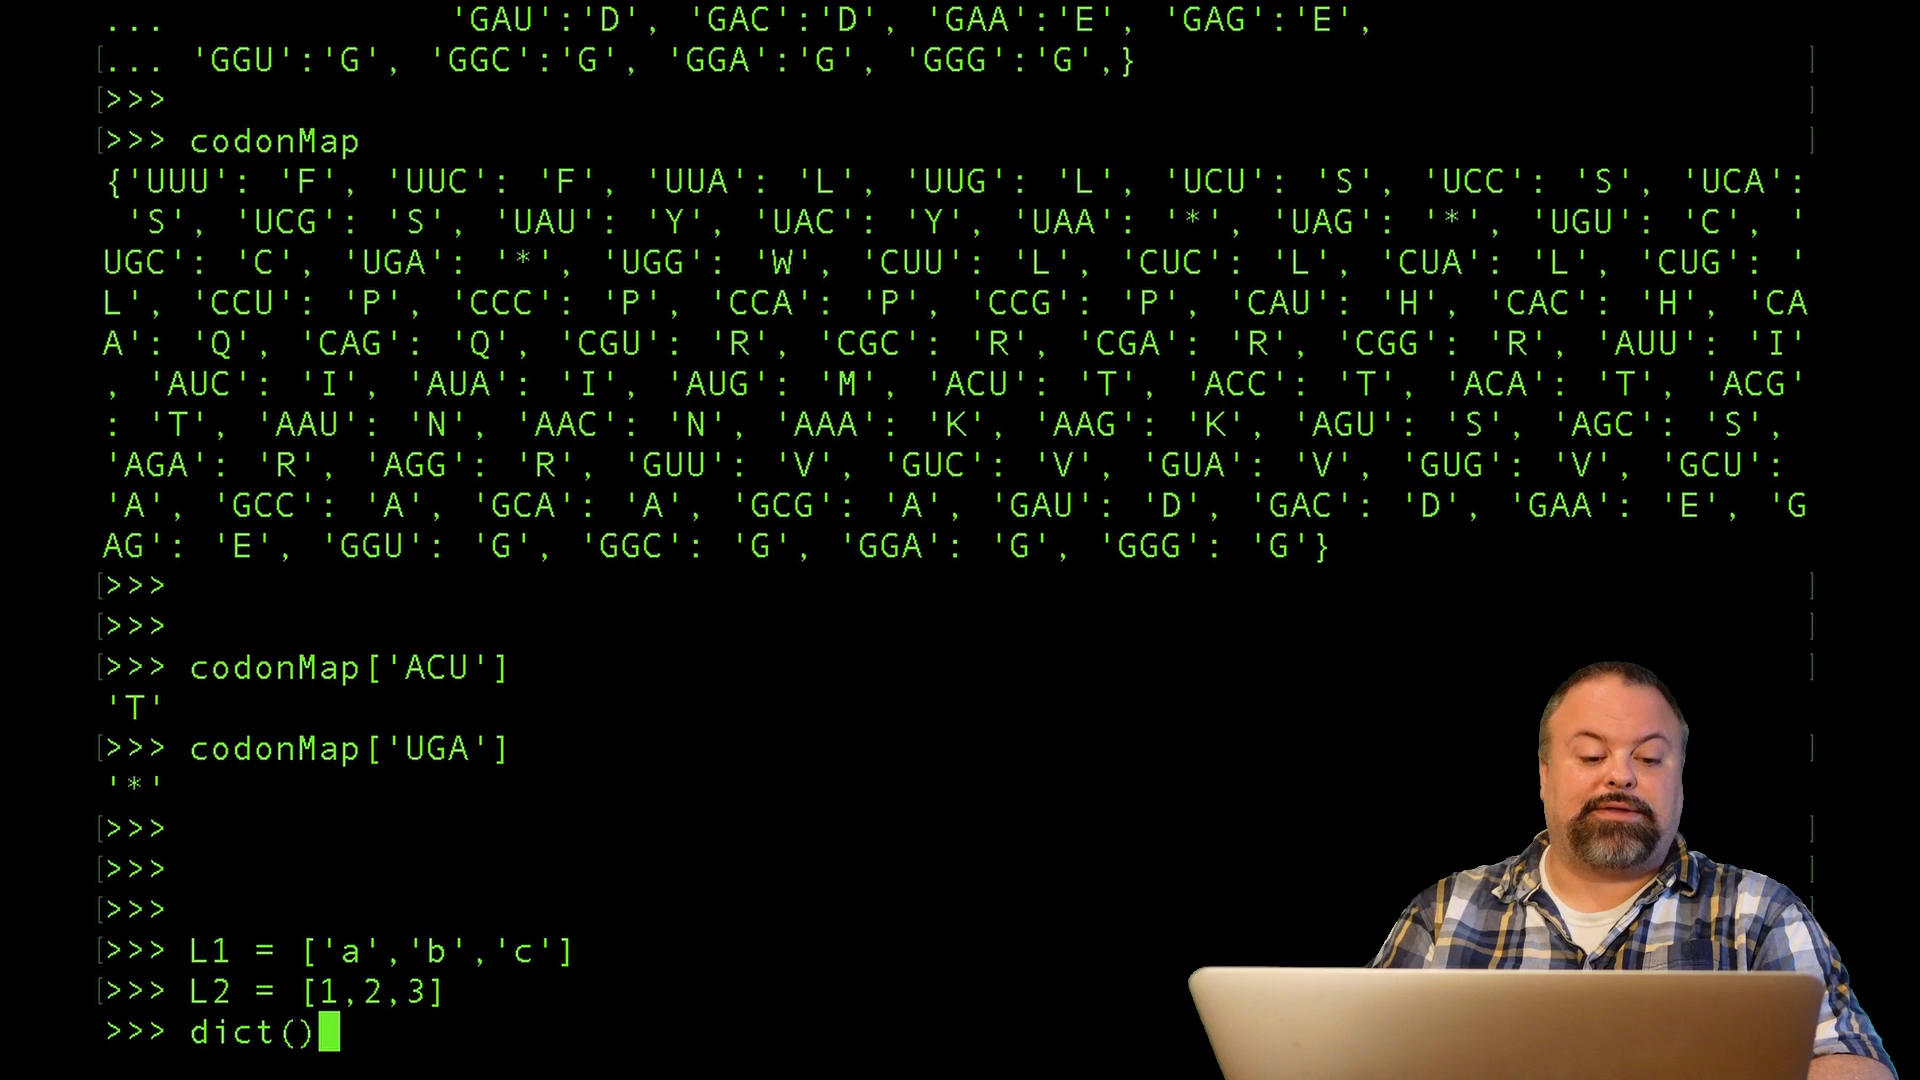 ...                'GAU':'D', 'GAC':'D', 'GAA':'E', 'GAG':'E',
[... 'GGU':'G', 'GGC':'G', 'GGA':'G', 'GGG':'G',} ]
[>>> ]
[>>> codonMap ]
{'UUU': 'F', 'UUC': 'F', 'UUA': 'L', 'UUG': 'L', 'UCU': 'S', 'UCC': 'S', 'UCA':
 'S', 'UCG': 'S', 'UAU': 'Y', 'UAC': 'Y', 'UAA': '*', 'UAG': '*', 'UGU': 'C', '
UGC': 'C', 'UGA': '*', 'UGG': 'W', 'CUU': 'L', 'CUC': 'L', 'CUA': 'L', 'CUG': '
L', 'CCU': 'P', 'CCC': 'P', 'CCA': 'P', 'CCG': 'P', 'CAU': 'H', 'CAC': 'H', 'CA
A': 'Q', 'CAG': 'Q', 'CGU': 'R', 'CGC': 'R', 'CGA': 'R', 'CGG': 'R', 'AUU': 'I'
, 'AUC': 'I', 'AUA': 'I', 'AUG': 'M', 'ACU': 'T', 'ACC': 'T', 'ACA': 'T', 'ACG'
: 'T', 'AAU': 'N', 'AAC': 'N', 'AAA': 'K', 'AAG': 'K', 'AGU': 'S', 'AGC': 'S',
'AGA': 'R', 'AGG': 'R', 'GUU': 'V', 'GUC': 'V', 'GUA': 'V', 'GUG': 'V', 'GCU':
'A', 'GCC': 'A', 'GCA': 'A', 'GCG': 'A', 'GAU': 'D', 'GAC': 'D', 'GAA': 'E', 'G
AG': 'E', 'GGU': 'G', 'GGC': 'G', 'GGA': 'G', 'GGG': 'G'}
[>>> ]
[>>> ]
[>>> codonMap['ACU'] ]
'T'
[>>> codonMap['UGA'] ]
'*'
[>>> ]
[>>> ]
[>>> ]
[>>> L1 = ['a','b','c']
[>>> L2 = [1,2,3]
>>> dict()